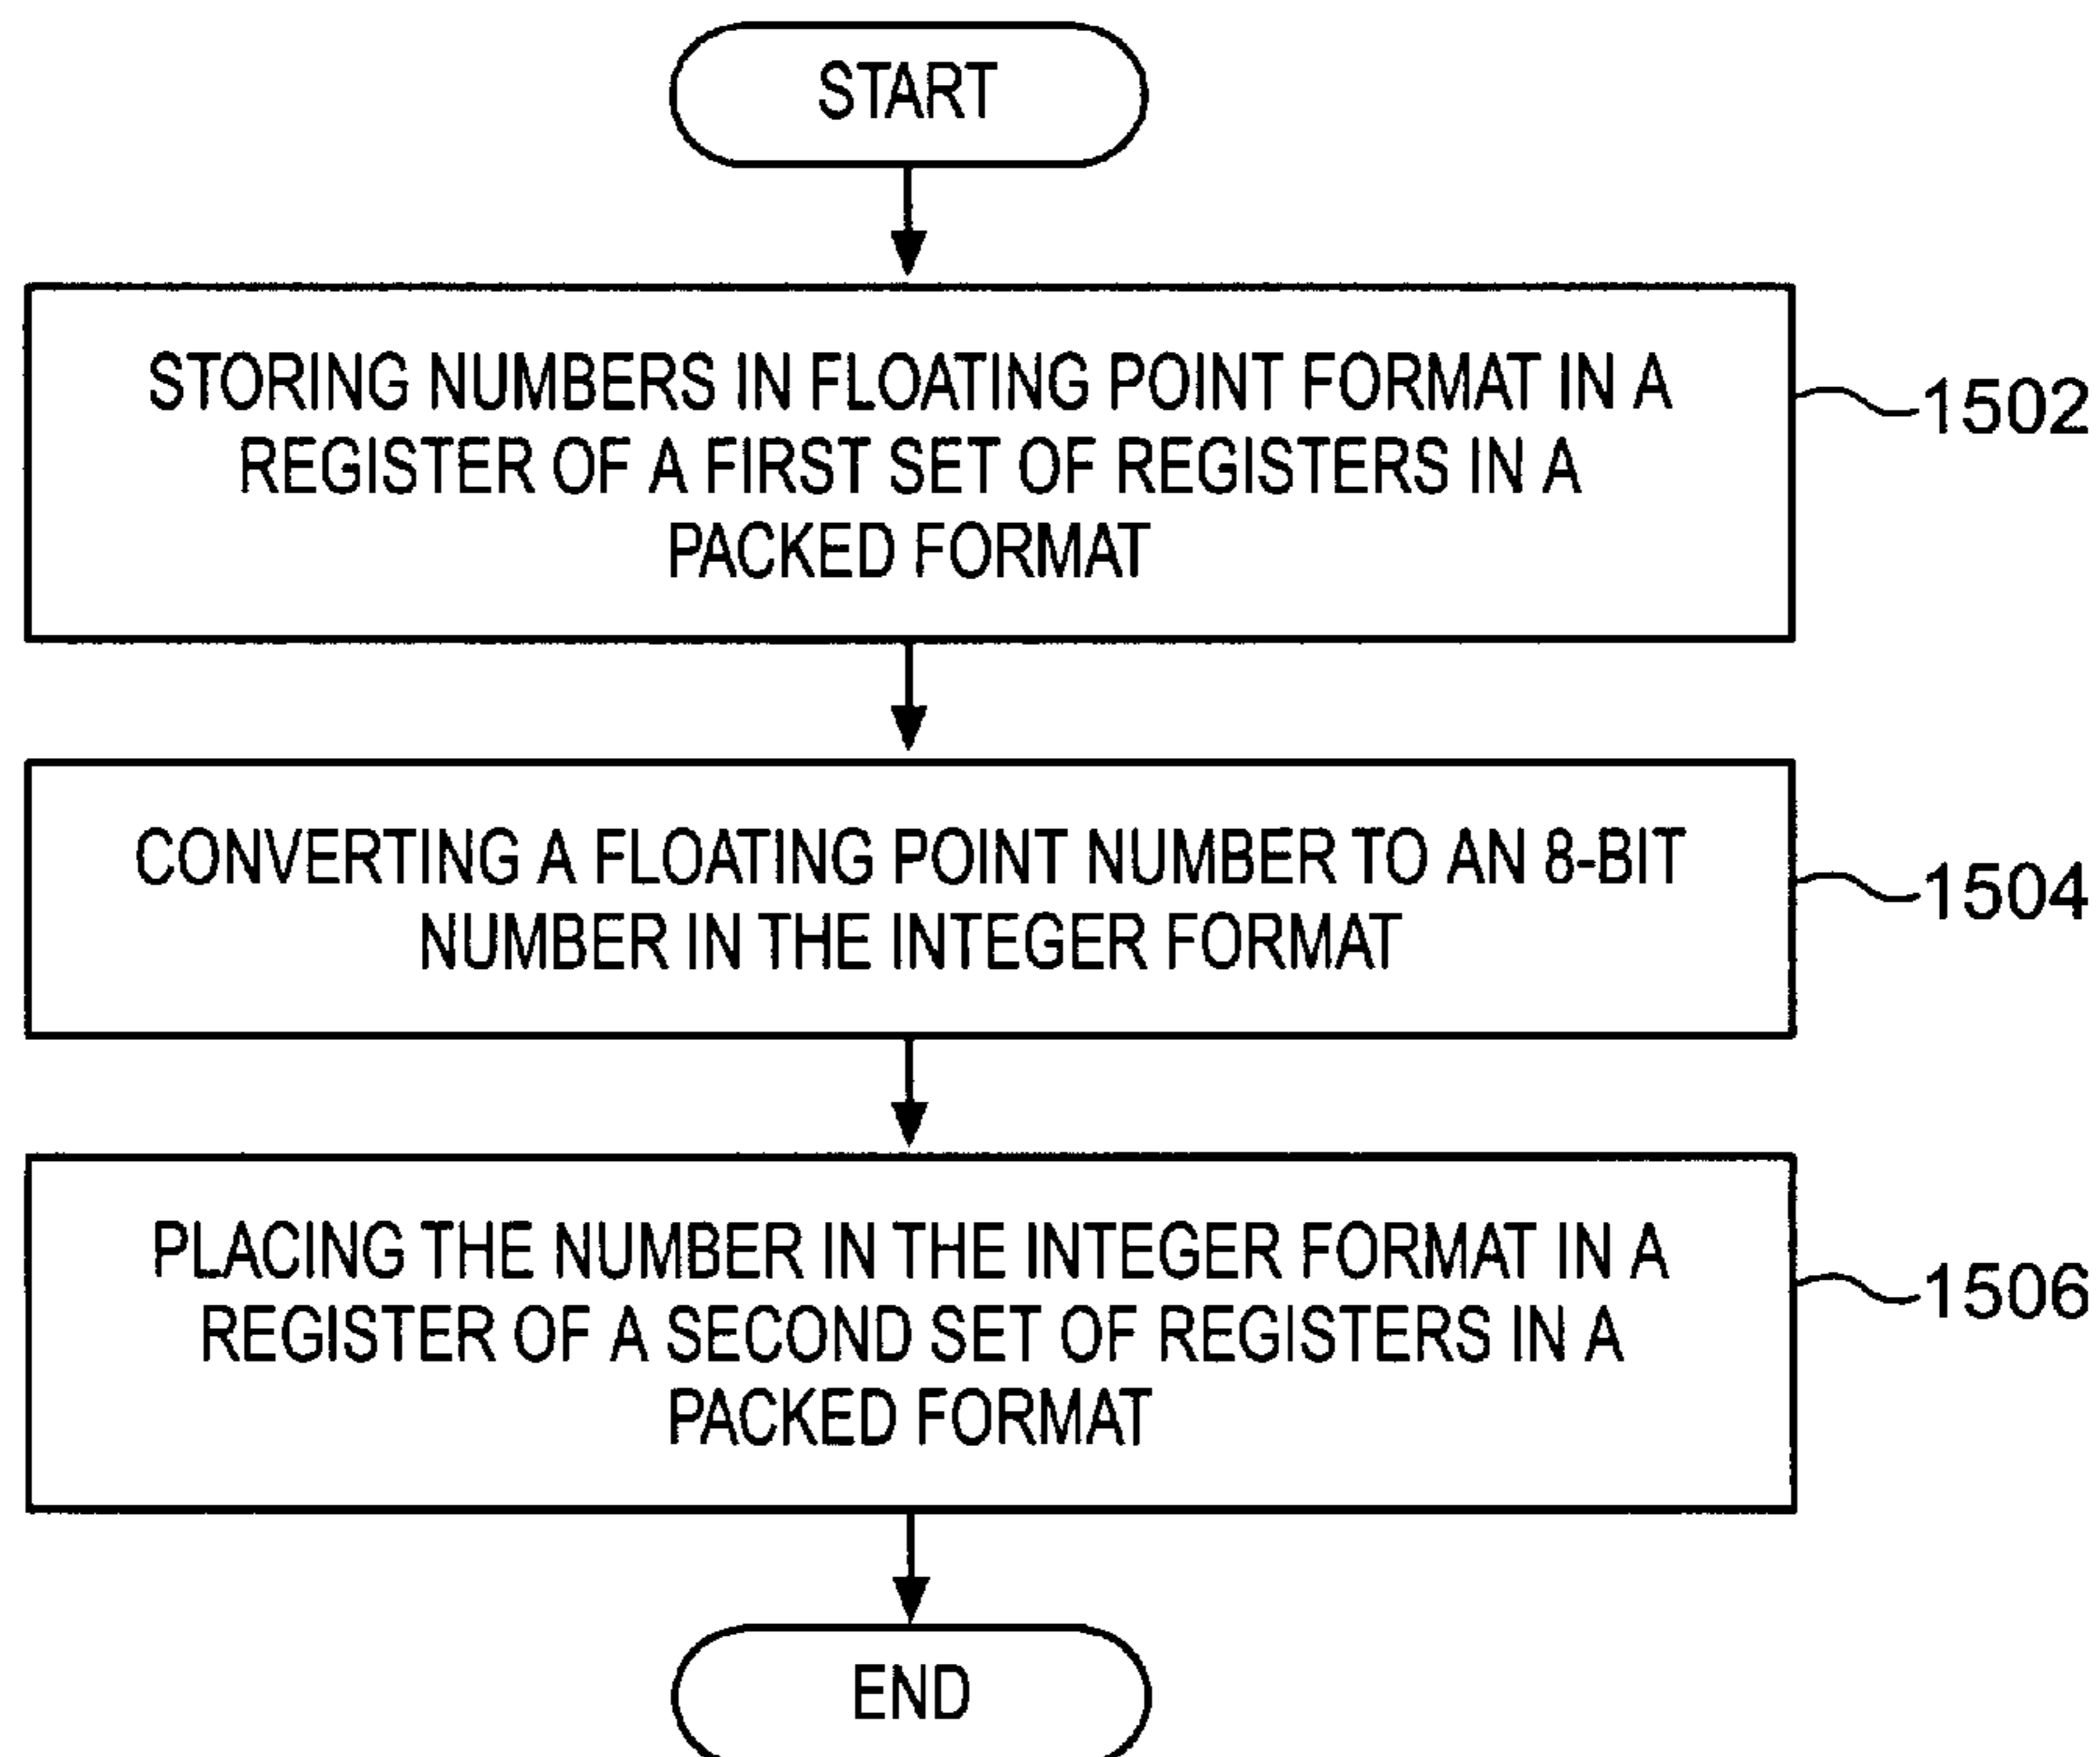 START
STORING NUMBERS IN FLOATING POINT FORMAT IN A
REGISTER OF A FIRST SET OF REGISTERS IN A
PACKED FORMAT
1502
CONVERTING A FLOATING POINT NUMBER TO AN 8-BIT
NUMBER IN THE INTEGER FORMAT
1504
PLACING THE NUMBER IN THE INTEGER FORMAT IN A
REGISTER OF A SECOND SET OF REGISTERS IN A
PACKED FORMAT
1506
END